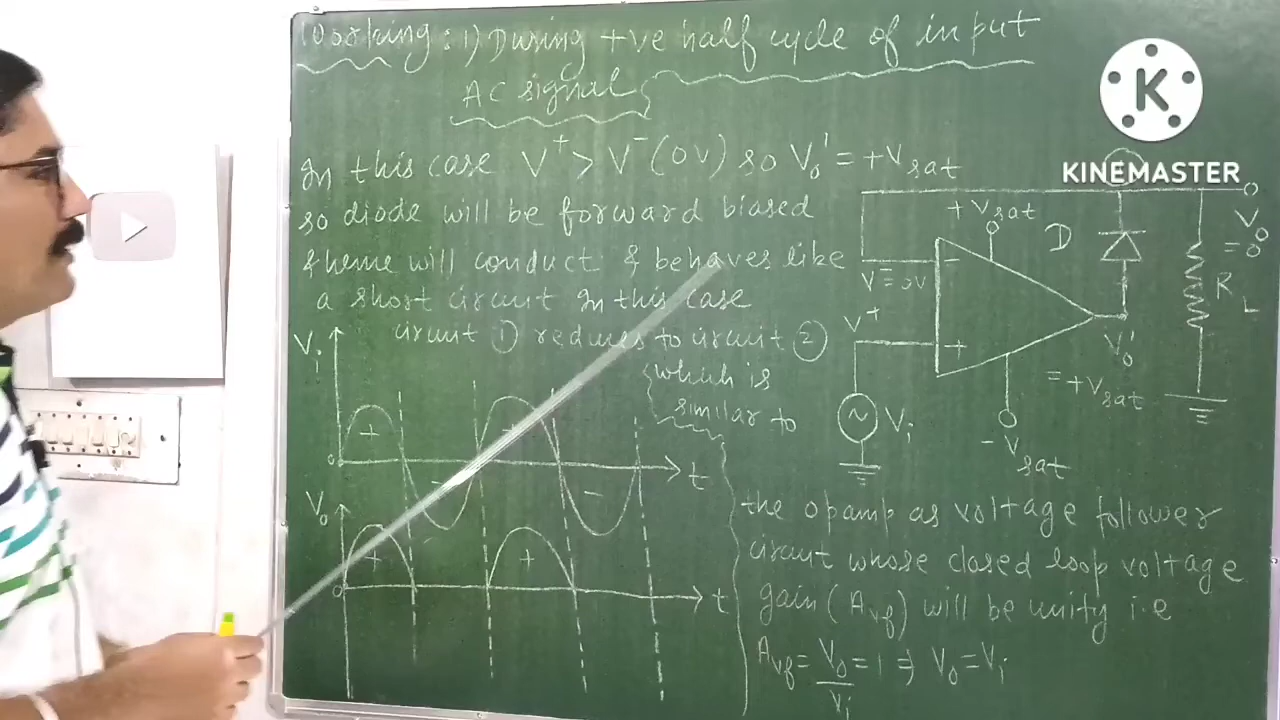 Working: 1) During +ve half cycle of input
AC signal
In this case V⁺ > V⁻ (0V) so V₀' = +Vsat
so diode will be forward biased
& hence will conduct & behaves like
a short circuit In this case
circuit ① reduces to circuit ②
which is
similar to
the opamp as voltage follower
circuit whose closed loop voltage
gain (Avf) will be unity i.e
Avf = V₀/Vi = 1 ⇒ V₀ = Vi
Vi
0
+
-
+
-
t
V₀
0
+
+
t
+Vsat
D
V₀
=0
V⁻=0V
-
V⁺
+
V₀'
=+Vsat
RL
Vi
-Vsat
K
KINEMASTER